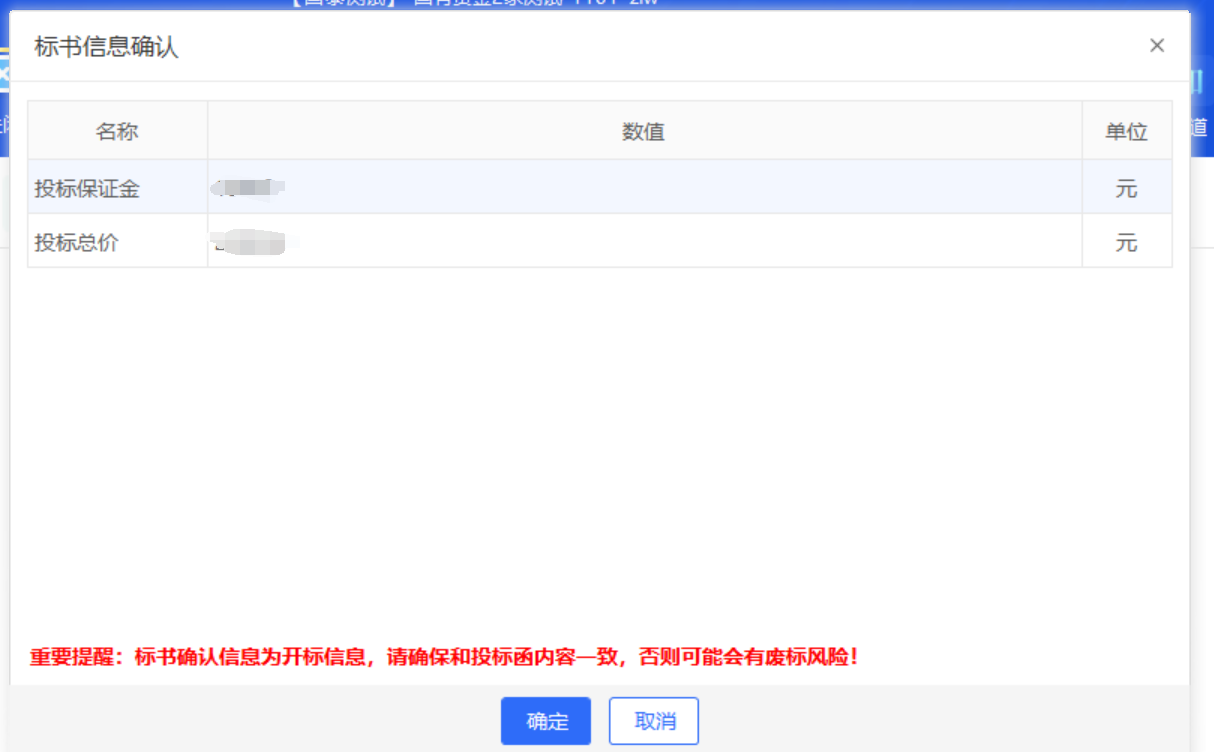 标书信息确认
名称 数值 单位
投标保证金 元
投标总价 元
重要提醒：标书确认信息为开标信息，请确保和投标函内容一致，否则可能会有废标风险！
确定 取消
道